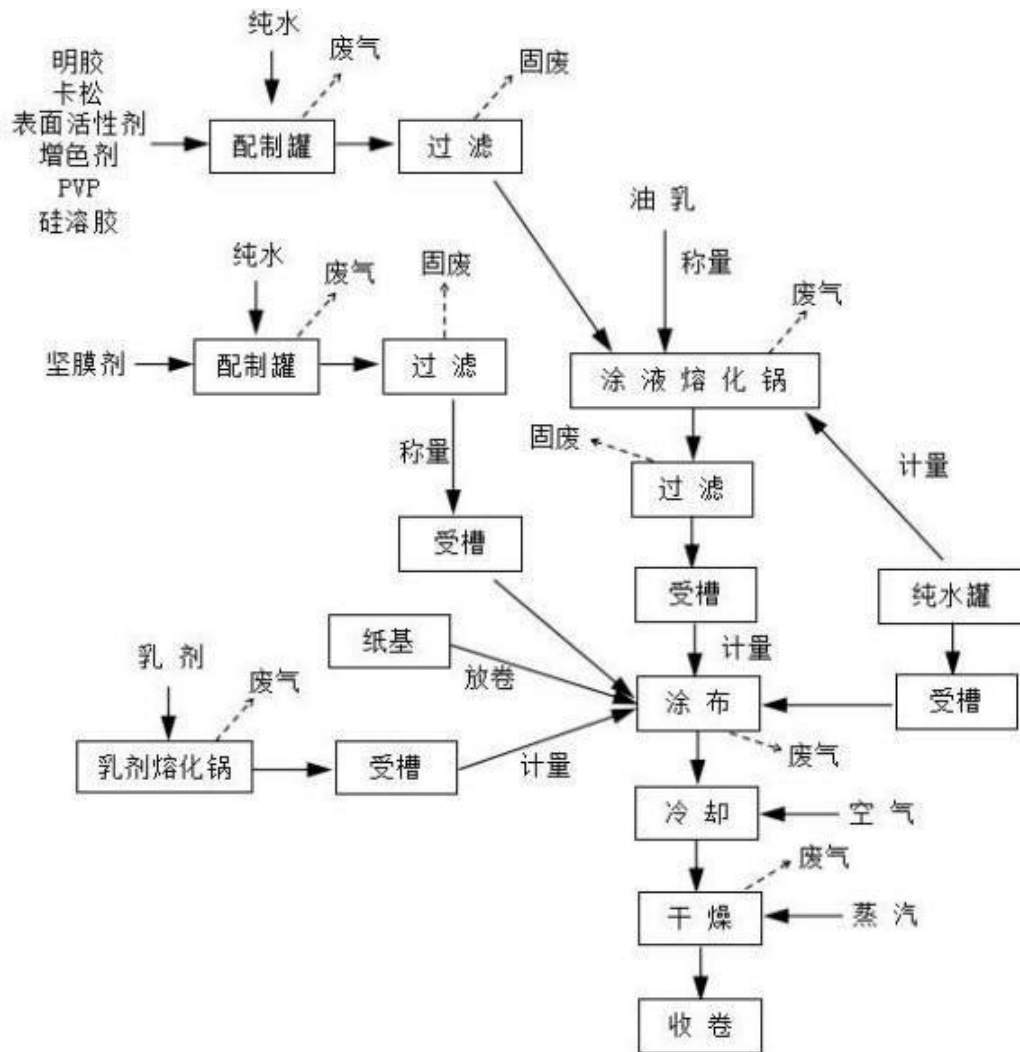 纯水
废气
固废
明胶
卡松
表面活性剂
增色剂
PVP
硅溶胶
配制罐
过滤
油乳
称量
纯水
废气
固废
废气
坚膜剂
配制罐
过滤
涂液熔化锅
称量
固废
计量
过滤
受槽
受槽
纯水罐
纸基
放卷
计量
乳剂
废气
涂布
受槽
乳剂熔化锅
受槽
计量
废气
冷却
空气
废气
干燥
蒸汽
收卷